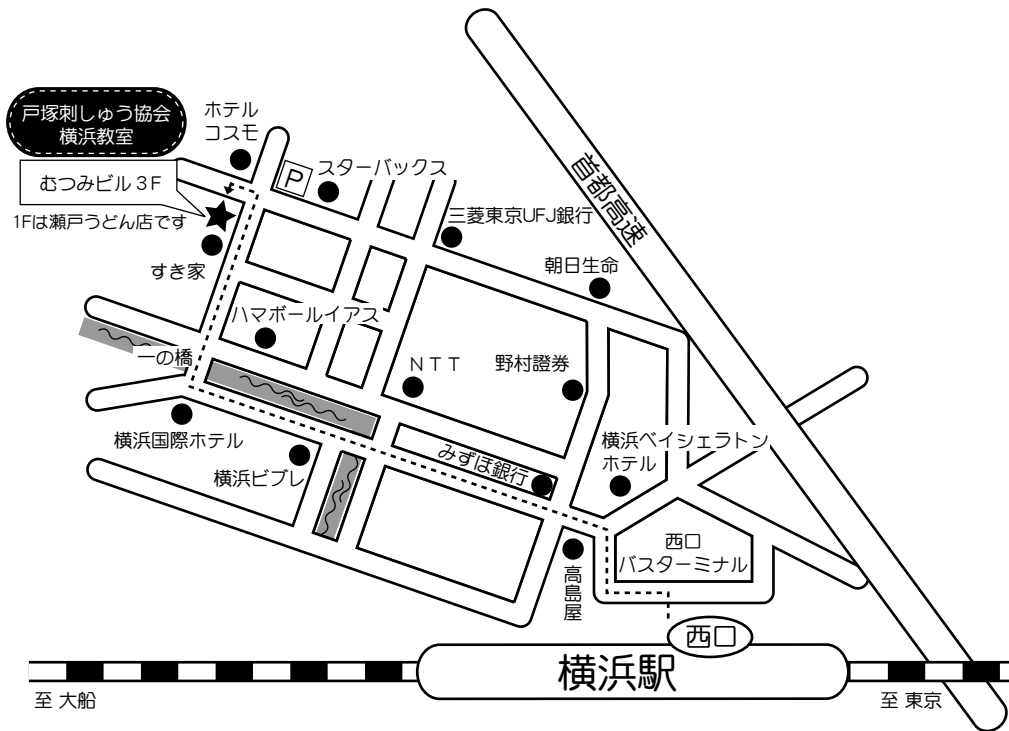 戸塚刺しゅう協会
横浜教室
ホテル
コスモ
むつみビル3F
1Fは瀬戸うどん店です
P
スターバックス
首都高速
三菱東京UFJ銀行
すき家
朝日生命
ハマボールイアス
一の橋
NTT
野村證券
横浜国際ホテル
横浜ビブレ
みずほ銀行
横浜ベイシェラトン
ホテル
西口
バスターミナル
高島屋
西口
横浜駅
至 大船
至 東京